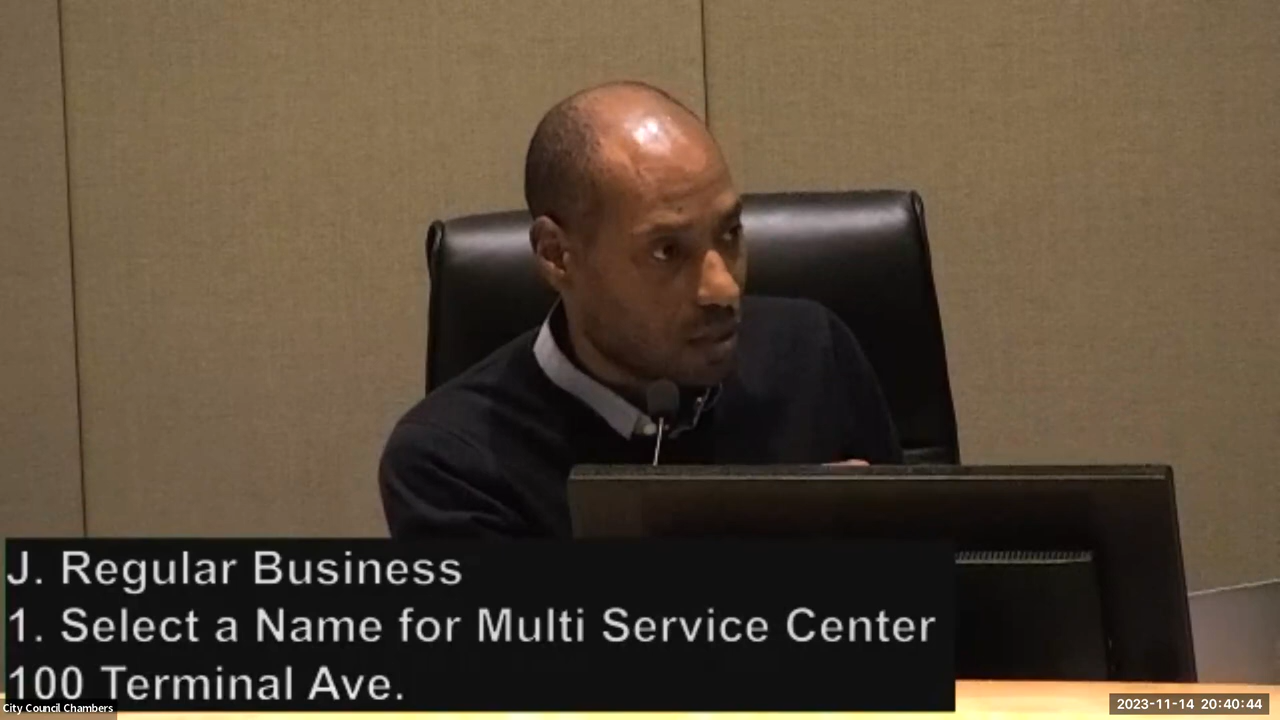 J. Regular Business
1. Select a Name for Multi Service Center
100 Terminal Ave.
City Council Chambers
2023-11-14 20:40:44